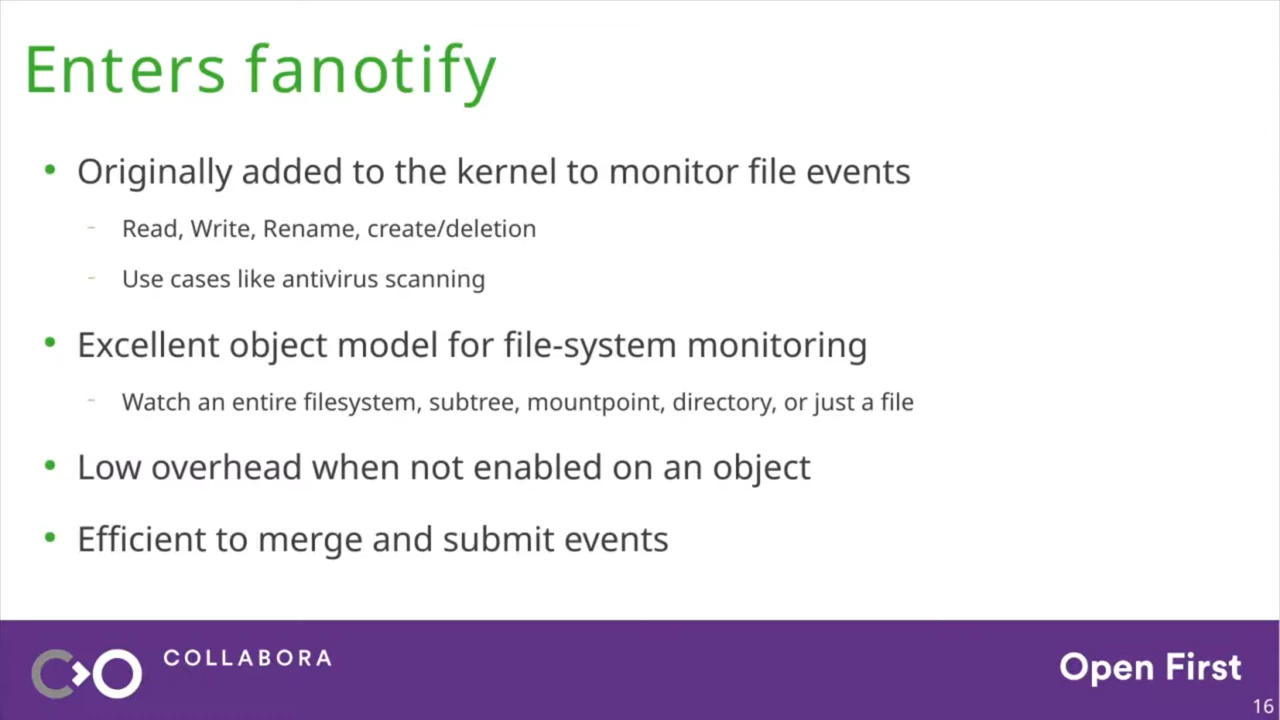 Enters fanotify
• Originally added to the kernel to monitor file events
- Read, Write, Rename, create/deletion
- Use cases like antivirus scanning
• Excellent object model for file-system monitoring
- Watch an entire filesystem, subtree, mountpoint, directory, or just a file
• Low overhead when not enabled on an object
• Efficient to merge and submit events
COLLABORA
Open First
16